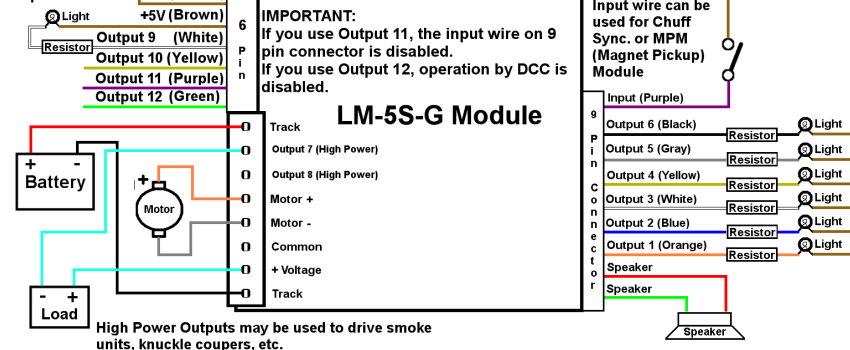 Light
+5V (Brown)
Resistor
Output 9 (White)
Output 10 (Yellow)
Output 11 (Purple)
Output 12 (Green)
6
P
i
n
IMPORTANT:
If you use Output 11, the input wire on 9
pin connector is disabled.
If you use Output 12, operation by DCC is
disabled.
Input wire can be
used for Chuff
Sync. or MPM
(Magnet Pickup)
Module
LM-5S-G Module
Track
Output 7 (High Power)
Output 8 (High Power)
Motor +
Motor -
Common
+ Voltage
Track
+ -
Battery
+
Motor
- +
Load
High Power Outputs may be used to drive smoke
units, knuckle coupers, etc.
9
P
i
n
C
o
n
n
e
c
t
o
r
Input (Purple)
Output 6 (Black)
Resistor
Light
Output 5 (Gray)
Resistor
Light
Output 4 (Yellow)
Resistor
Light
Output 3 (White)
Resistor
Light
Output 2 (Blue)
Resistor
Light
Output 1 (Orange)
Resistor
Light
Speaker
Speaker
Speaker